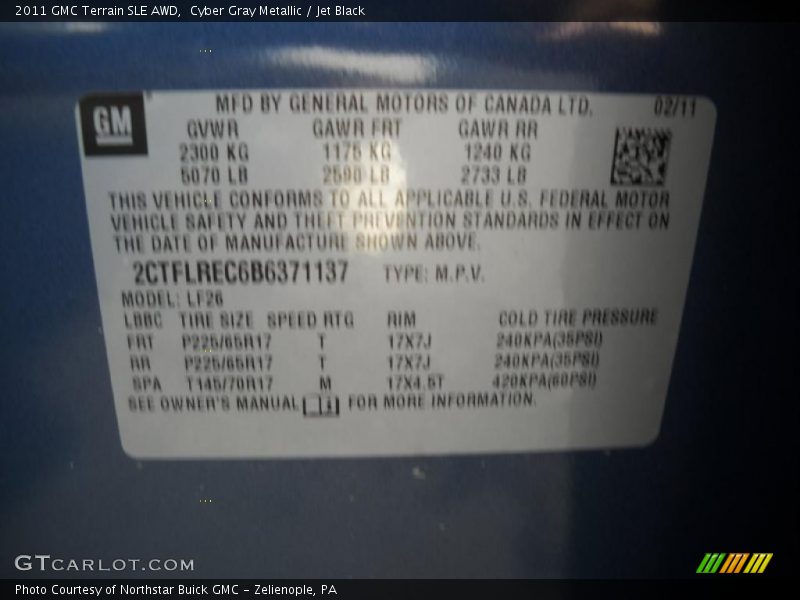 2011 GMC Terrain SLE AWD, Cyber Gray Metallic / Jet Black
GM
MFD BY GENERAL MOTORS OF CANADA LTD. 02/11
GVWR GAWR FRT GAWR RR
2300 KG 1175 KG 1240 KG
5070 LB 2590 LB 2733 LB
THIS VEHICLE CONFORMS TO ALL APPLICABLE U.S. FEDERAL MOTOR
VEHICLE SAFETY AND THEFT PREVENTION STANDARDS IN EFFECT ON
THE DATE OF MANUFACTURE SHOWN ABOVE.
2CTFLREC6B6371137 TYPE: M.P.V.
MODEL: LF26
LBBC TIRE SIZE SPEED RTG RIM COLD TIRE PRESSURE
FRT P225/65R17 T 17X7J 240KPA(35PSI)
RR P225/65R17 T 17X7J 240KPA(35PSI)
SPA T145/70R17 M 17X4.5T 420KPA(60PSI)
SEE OWNER'S MANUAL FOR MORE INFORMATION.
GTCARLOT.COM
Photo Courtesy of Northstar Buick GMC - Zelienople, PA